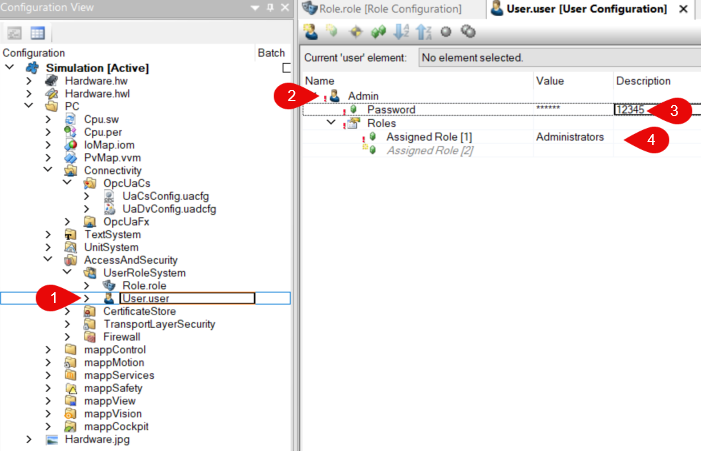 Configuration View
Configuration
Batch
Simulation [Active]
Hardware.hw
Hardware.hwl
PC
Cpu.sw
Cpu.per
IoMap.iom
PvMap.vvm
Connectivity
OpcUaCs
UaCsConfig.uacfg
UaDvConfig.uadcfg
OpcUaFx
TextSystem
UnitSystem
AccessAndSecurity
UserRoleSystem
Role.role
1
User.user
CertificateStore
TransportLayerSecurity
Firewall
mappControl
mappMotion
mappServices
mappSafety
mappView
mappVision
mappCockpit
Hardware.jpg
Role.role [Role Configuration]
User.user [User Configuration]
Current 'user' element: No element selected.
Name Value Description
2 Admin
Password ****** 12345 3
Roles
Assigned Role [1] Administrators 4
Assigned Role [2]